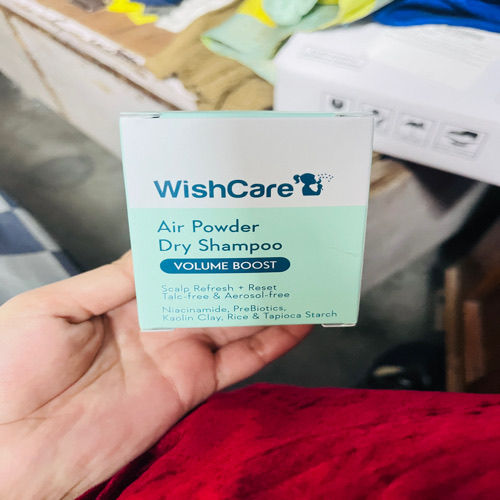 WishCare
Air Powder
Dry Shampoo
VOLUME BOOST
Scalp Refresh + Reset
Talc-free & Aerosol-free
Niacinamide, PreBiotics,
Kaolin Clay, Rice & Tapioca Starch